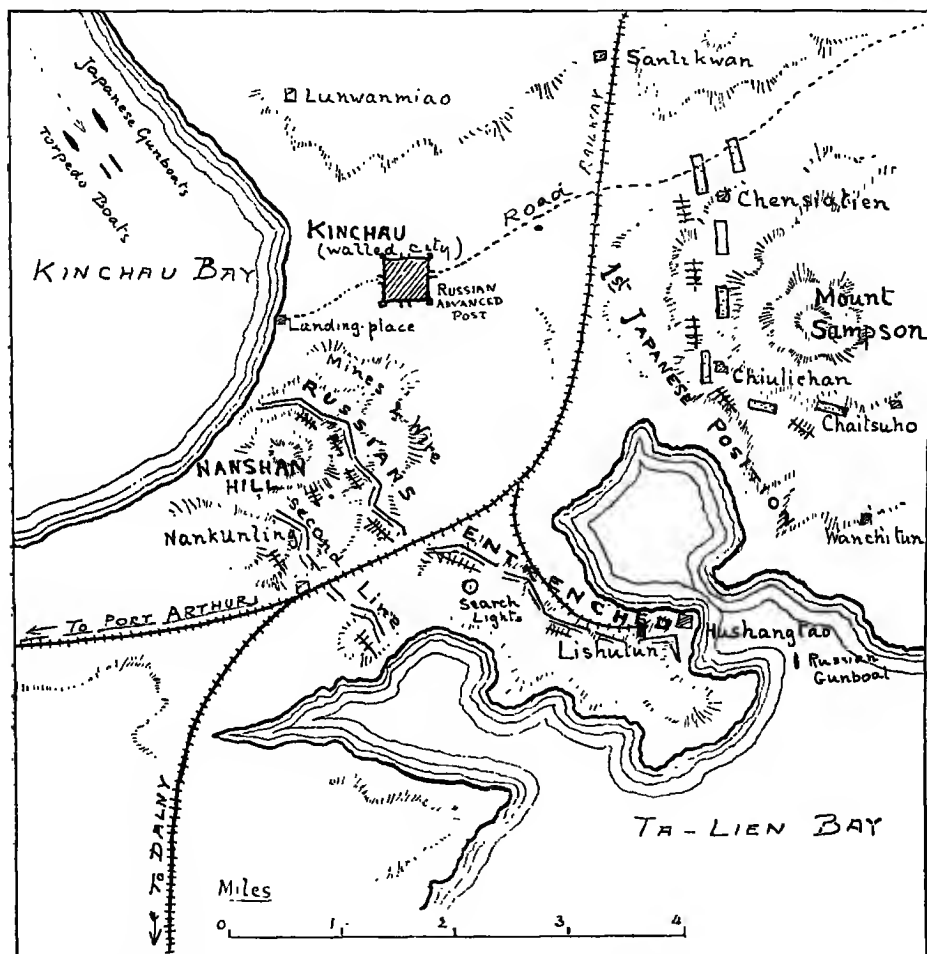 Japanese Gunboats
Torpedo Boats
Lunwanmiao
Sanlikwan
RAILWAY
Road
Chensiatien
KINCHAU
(walled city)
KINCHAU BAY
RUSSIAN
ADVANCED
POST
Landing-place
1st JAPANESE POSTN
Mount
Sampson
Chiulichan
Chaitsuho
Mines & Wire
RUSSIANS
NANSHAN
HILL
Nankunling
second Line
ENTRENCHED
Wanchitun
Search
Lights
Lishutun
Hushangtao
Russian
Gunboat
← TO PORT ARTHUR
← TO DALNY
TA-LIEN BAY
Miles
0 1 2 3 4